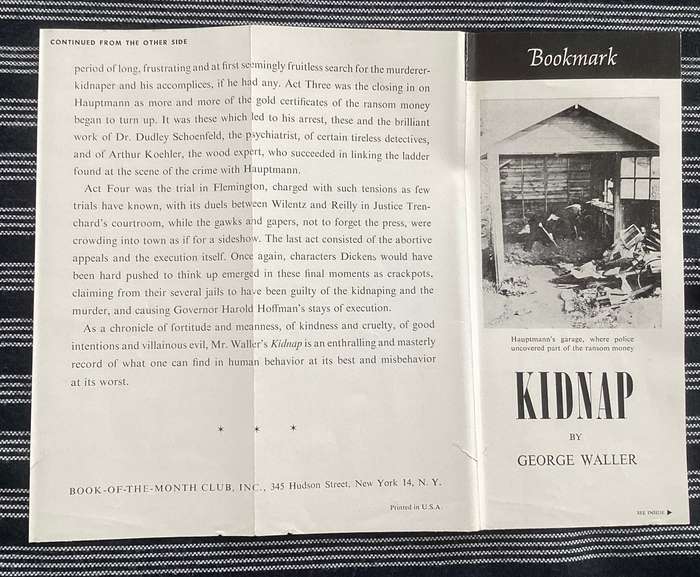 CONTINUED FROM THE OTHER SIDE
period of long, frustrating and at first seemingly fruitless search for the murderer-
kidnaper and his accomplices, if he had any. Act Three was the closing in on
Hauptmann as more and more of the gold certificates of the ransom money
began to turn up. It was these which led to his arrest, these and the brilliant
work of Dr. Dudley Schoenfeld, the psychiatrist, of certain tireless detectives,
and of Arthur Koehler, the wood expert, who succeeded in linking the ladder
found at the scene of the crime with Hauptmann.
Act Four was the trial in Flemington, charged with such tensions as few
trials have known, with its duels between Wilentz and Reilly in Justice Tren-
chard's courtroom, while the gawks and gapers, not to forget the press, were
crowding into town as if for a sideshow. The last act consisted of the abortive
appeals and the execution itself. Once again, characters Dickens would have
been hard pushed to think up emerged in these final moments as crackpots,
claiming from their several jails to have been guilty of the kidnaping and the
murder, and causing Governor Harold Hoffman's stays of execution.
As a chronicle of fortitude and meanness, of kindness and cruelty, of good
intentions and villainous evil, Mr. Waller's Kidnap is an enthralling and masterly
record of what one can find in human behavior at its best and misbehavior
at its worst.
* * *
BOOK-OF-THE-MONTH CLUB, INC., 345 Hudson Street, New York 14, N. Y.
Printed in U.S.A.
Bookmark
Hauptmann's garage, where police
uncovered part of the ransom money
KIDNAP
BY
GEORGE WALLER
SEE INSIDE ▶